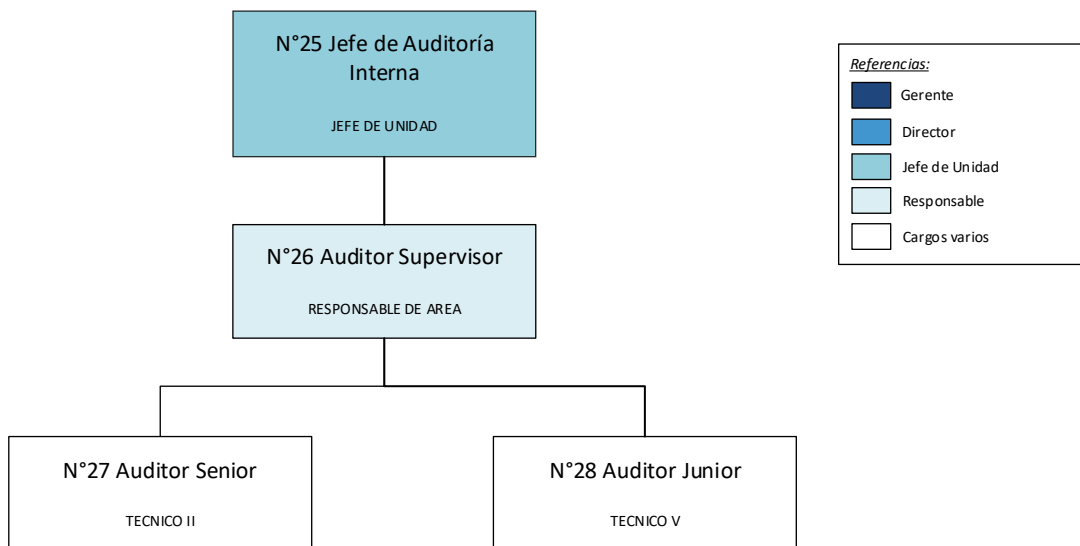 N°25 Jefe de Auditoría
Interna
JEFE DE UNIDAD
N°26 Auditor Supervisor
RESPONSABLE DE AREA
N°27 Auditor Senior
TECNICO II
N°28 Auditor Junior
TECNICO V
Referencias:
Gerente
Director
Jefe de Unidad
Responsable
Cargos varios